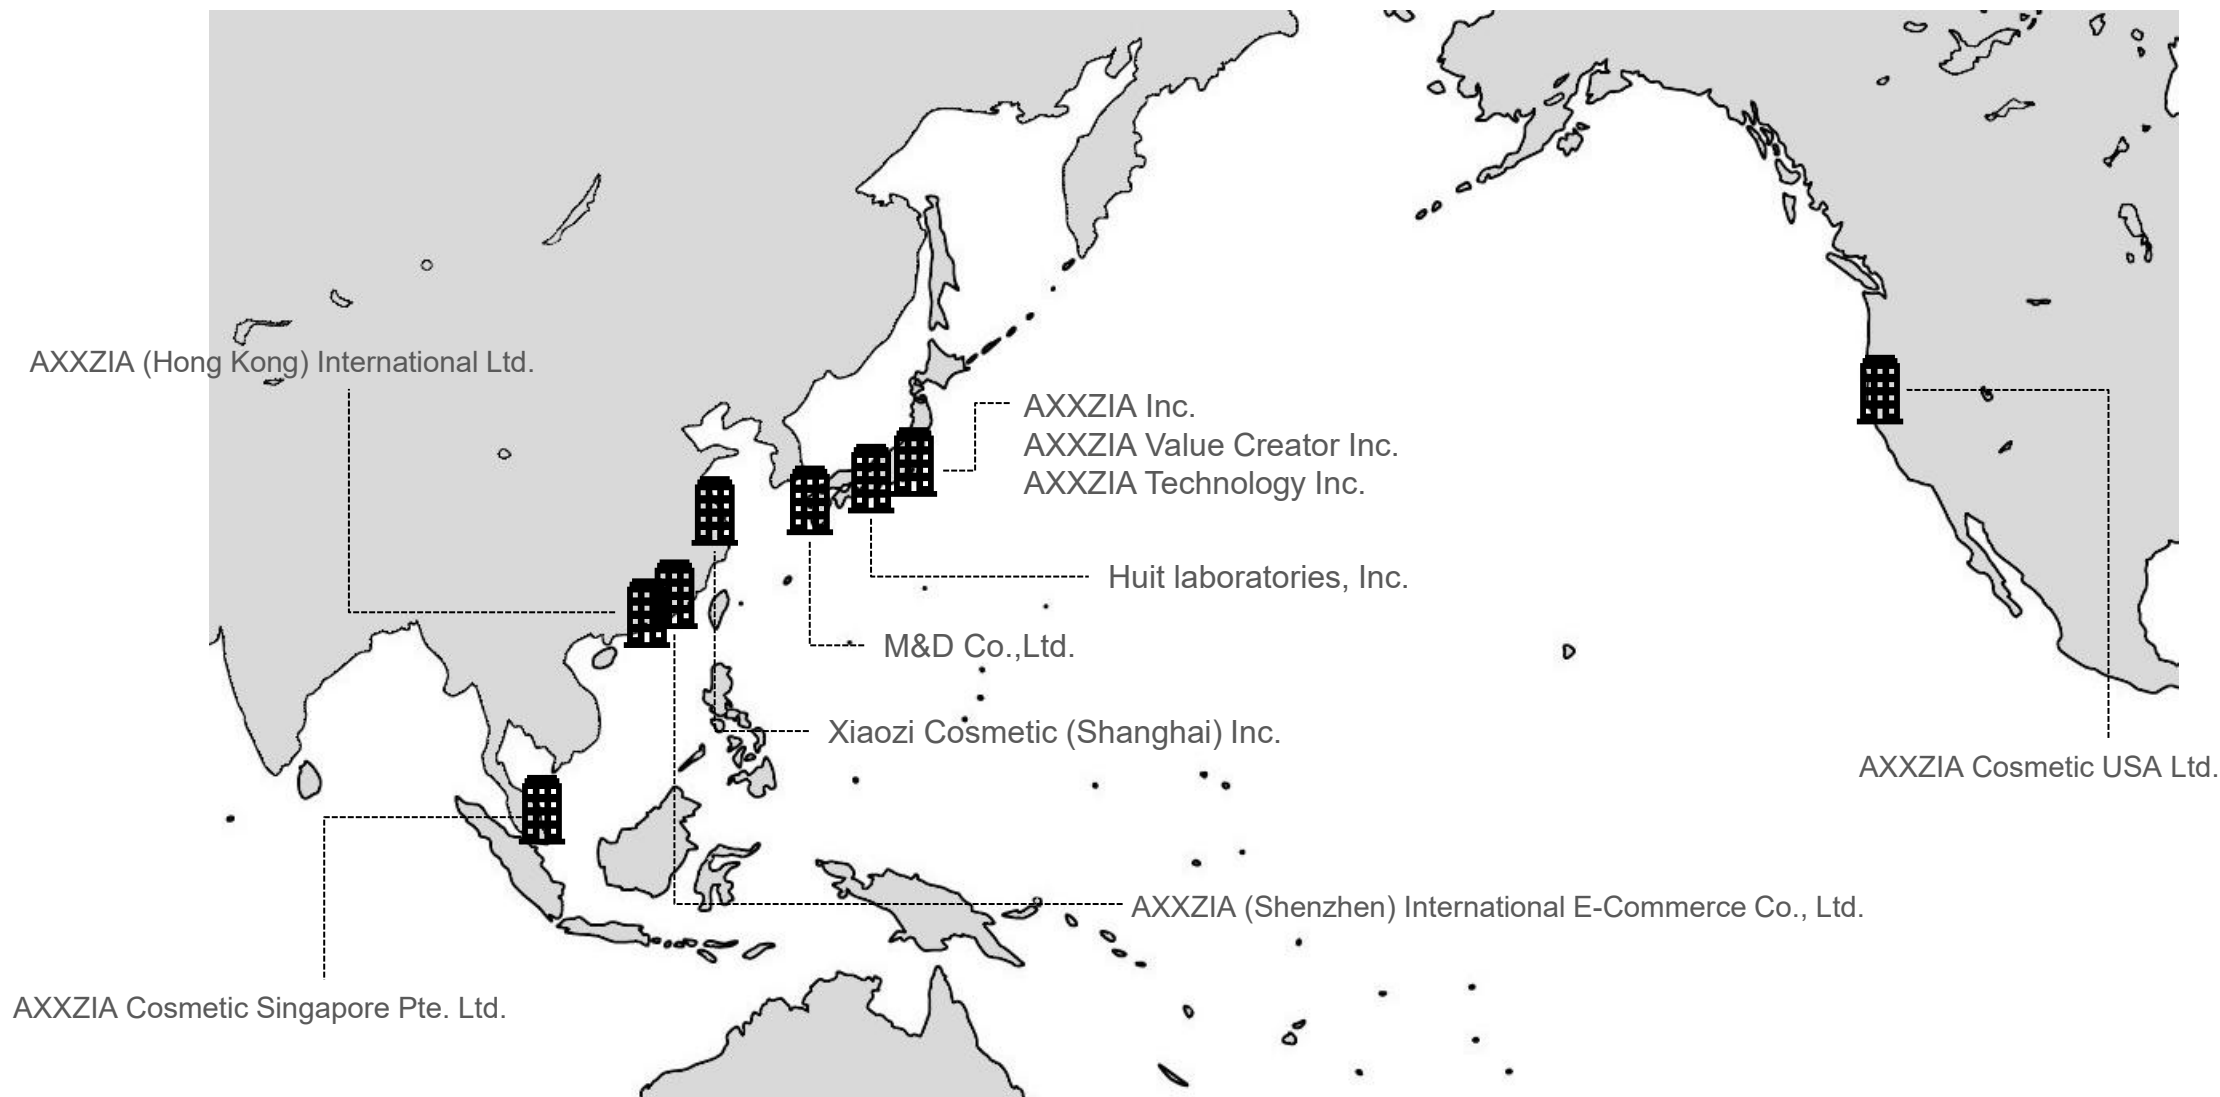 AXXZIA (Hong Kong) International Ltd.
AXXZIA Inc.
AXXZIA Value Creator Inc.
AXXZIA Technology Inc.
Huit laboratories, Inc.
M&D Co.,Ltd.
Xiaozi Cosmetic (Shanghai) Inc.
AXXZIA Cosmetic USA Ltd.
AXXZIA (Shenzhen) International E-Commerce Co., Ltd.
AXXZIA Cosmetic Singapore Pte. Ltd.